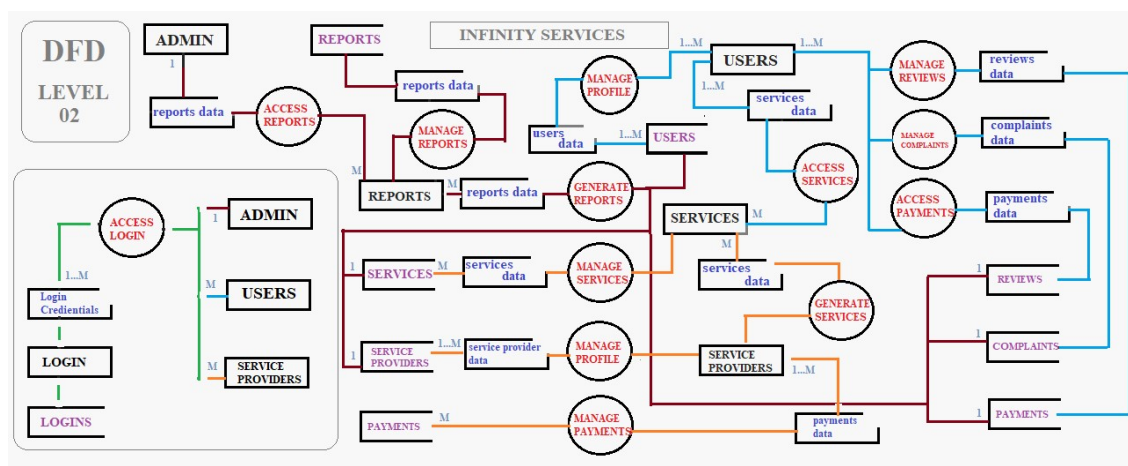 DFD
LEVEL
02
INFINITY SERVICES
ADMIN
1
reports data
ACCESS
REPORTS
REPORTS
reports data
MANAGE
REPORTS
M
REPORTS
M
reports data
GENERATE
REPORTS
MANAGE
PROFILE
1...M
USERS
1...M
1...M
users
data
1...M
USERS
services
data
ACCESS
SERVICES
MANAGE
REVIEWS
reviews
data
MANAGE
COMPLAINTS
complaints
data
ACCESS
PAYMENTS
payments
data
ACCESS
LOGIN
1
ADMIN
1...M
Login
Credentials
M
USERS
LOGIN
M
SERVICE
PROVIDERS
LOGINS
SERVICES
M
M
1
SERVICES
M
services
data
MANAGE
SERVICES
services
data
GENERATE
SERVICES
1
REVIEWS
1
SERVICE
PROVIDERS
1...M
service provider
data
MANAGE
PROFILE
SERVICE
PROVIDERS
1...M
1
COMPLAINTS
PAYMENTS
M
MANAGE
PAYMENTS
payments
data
1
PAYMENTS